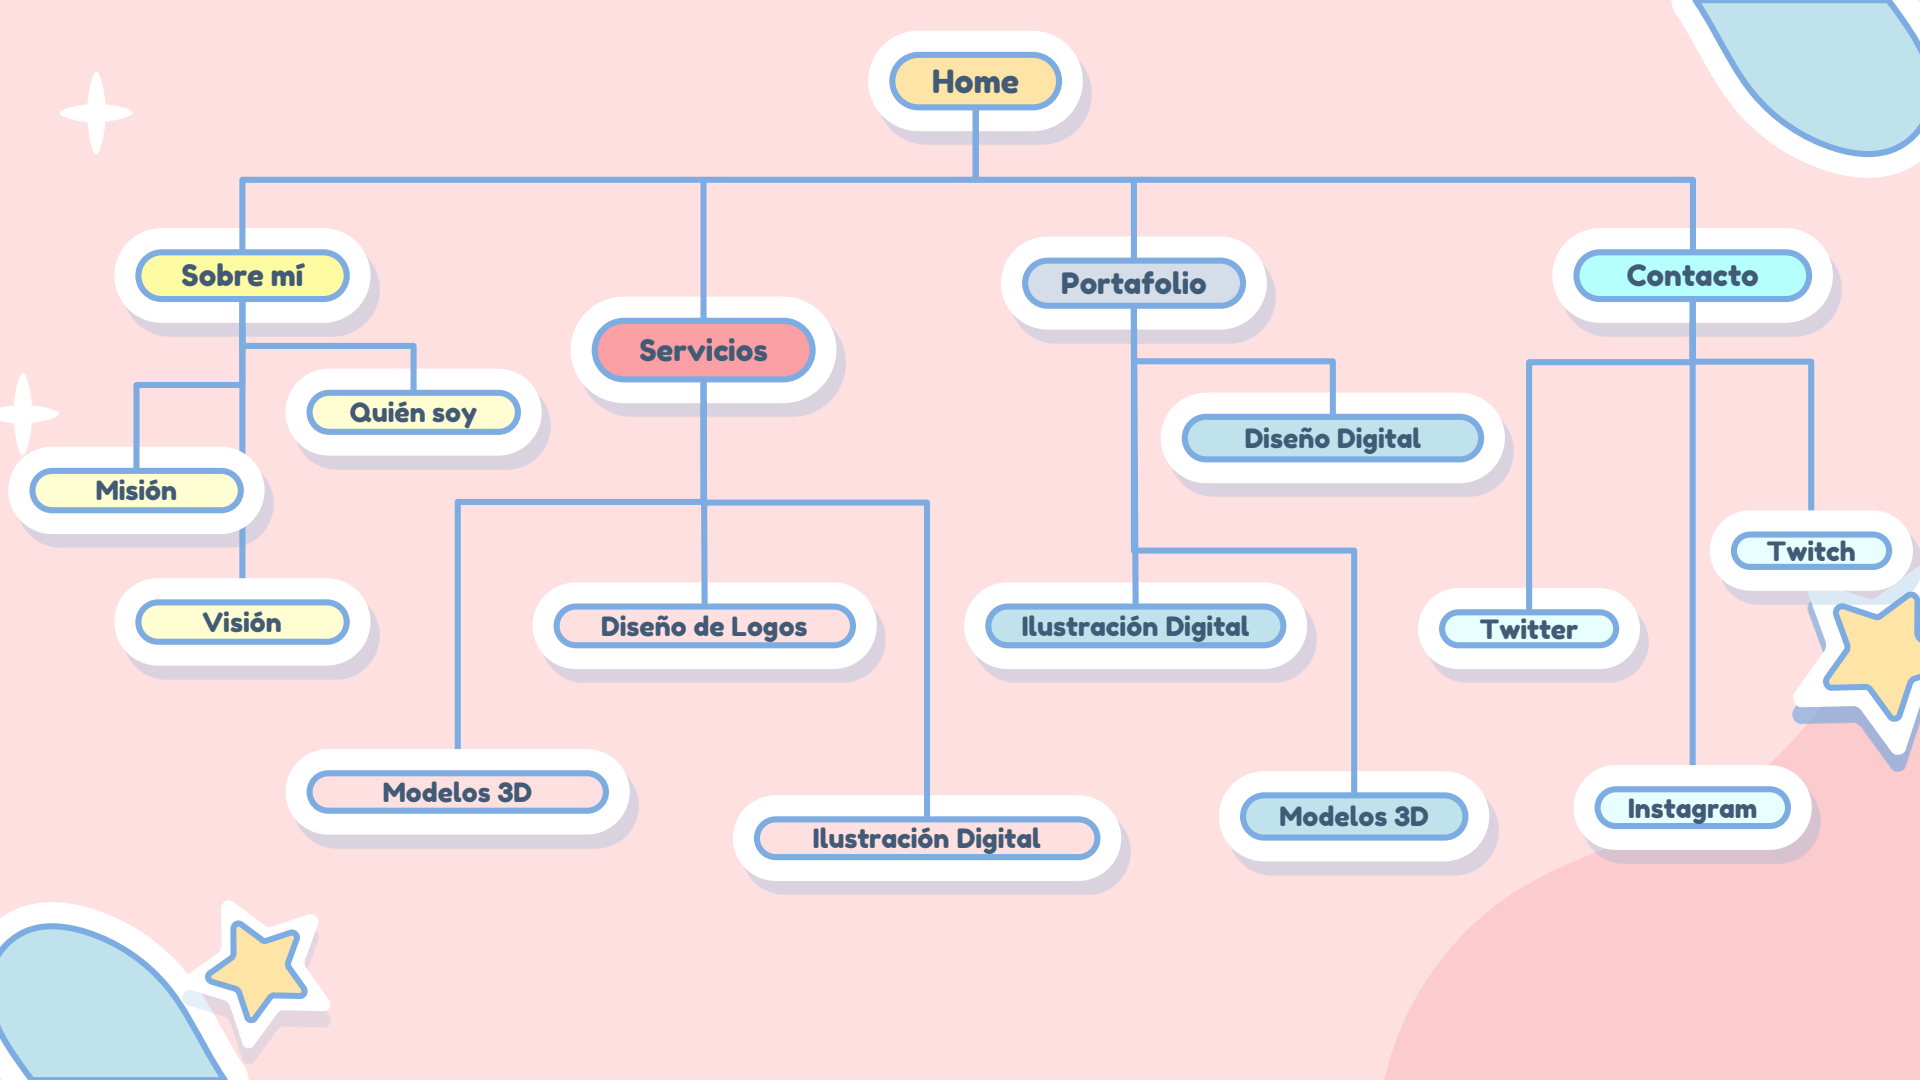 Home
Sobre mí
Servicios
Portafolio
Contacto
Quién soy
Misión
Visión
Diseño de Logos
Modelos 3D
Ilustración Digital
Diseño Digital
Ilustración Digital
Modelos 3D
Twitch
Twitter
Instagram